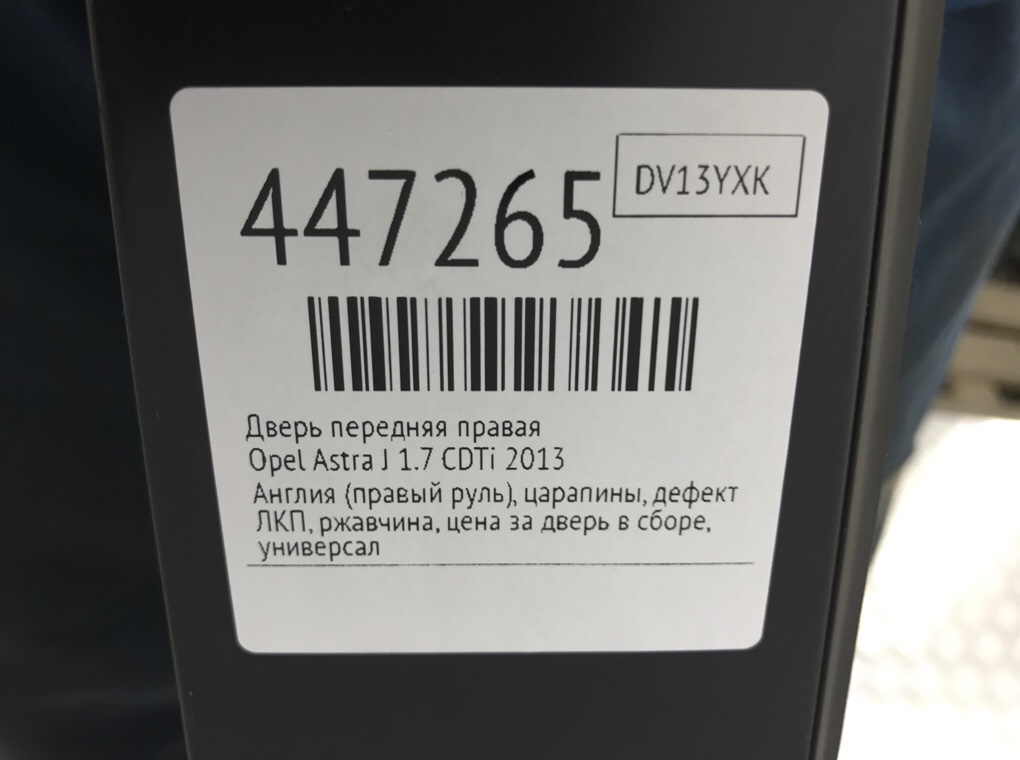 DV13YXK
447265
Дверь передняя правая
Opel Astra J 1.7 CDTi 2013
Англия (правый руль), царапины, дефект
ЛКП, ржавчина, цена за дверь в сборе,
универсал